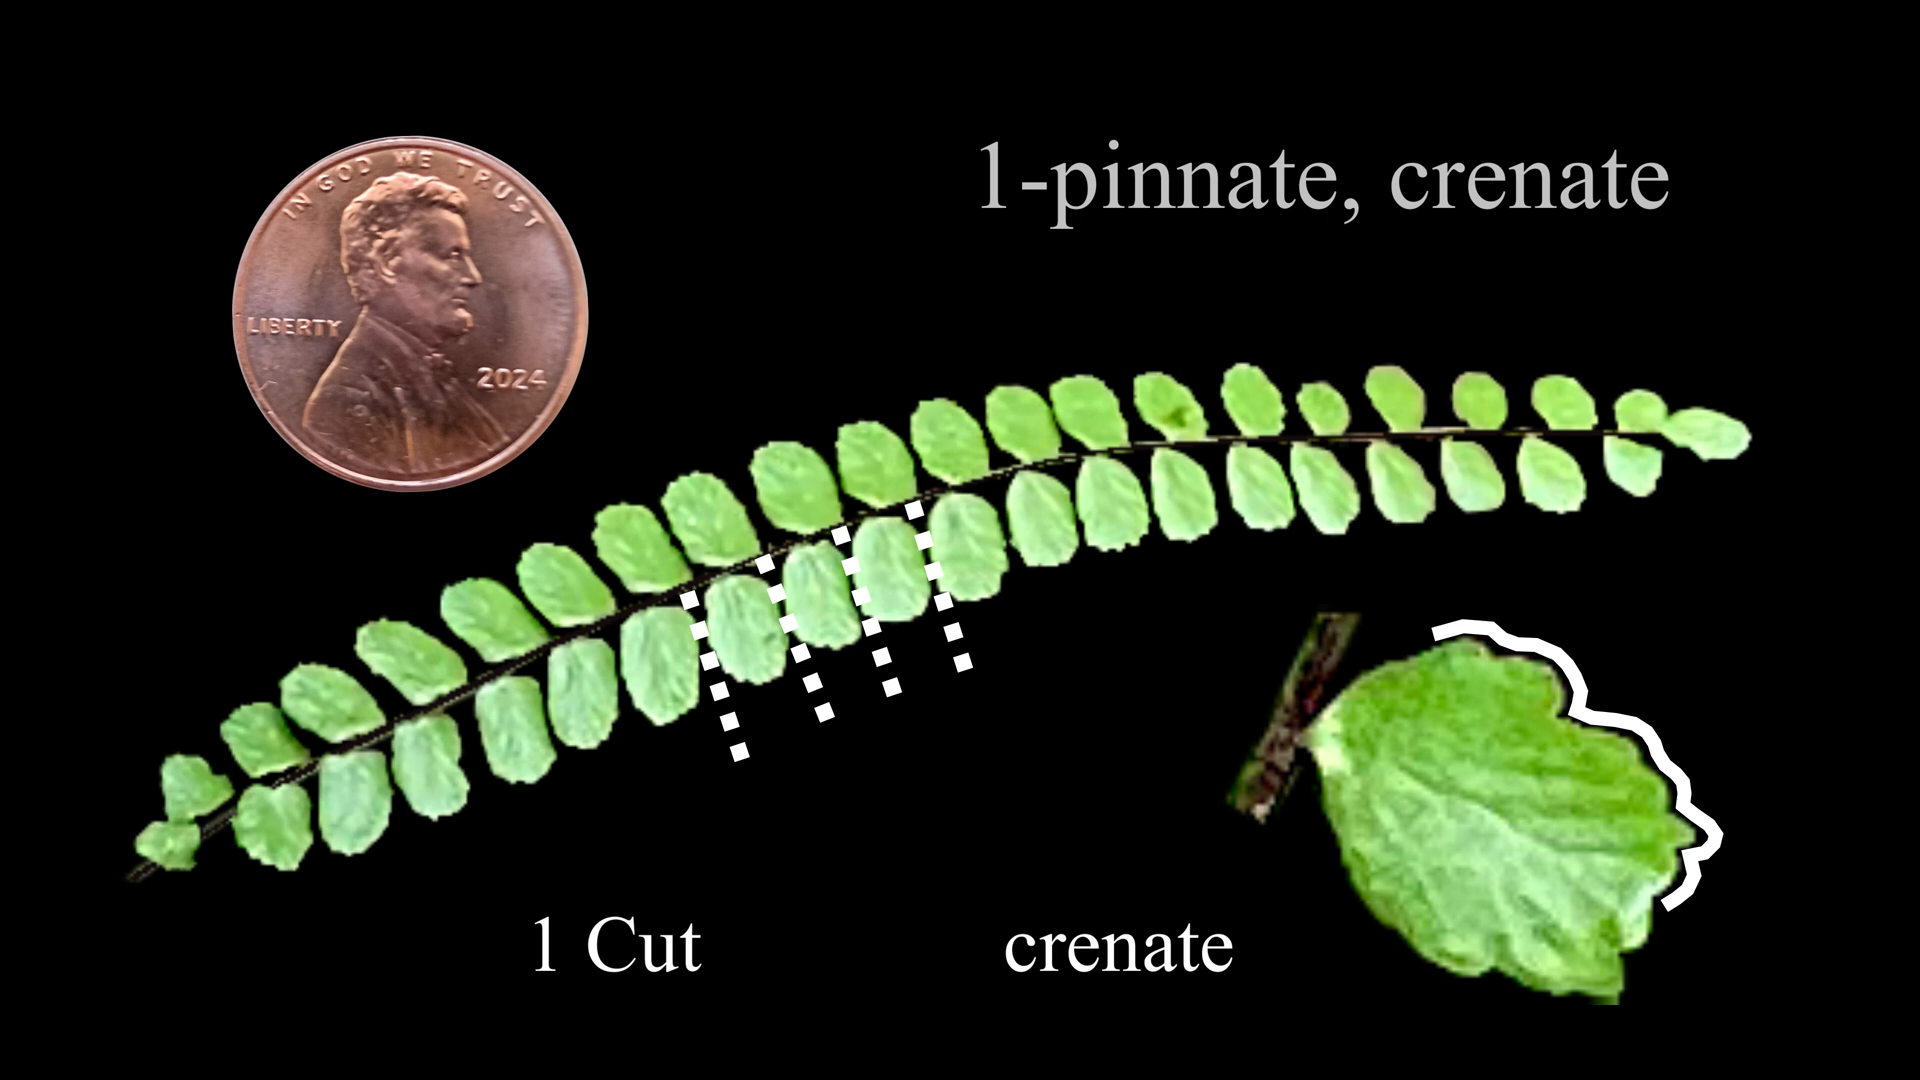 IN GOD WE TRUST
LIBERTY
2024
1-pinnate, crenate
1 Cut
crenate